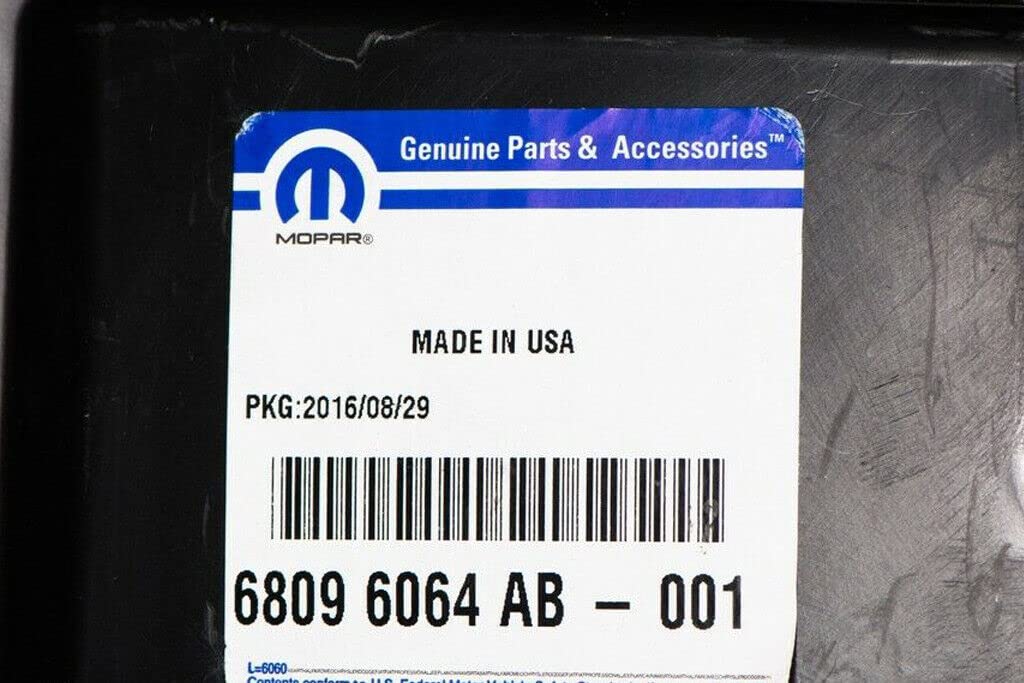 Genuine Parts & Accessories™
MOPAR®
MADE IN USA
PKG:2016/08/29
6809 6064 AB – 001
L=6060